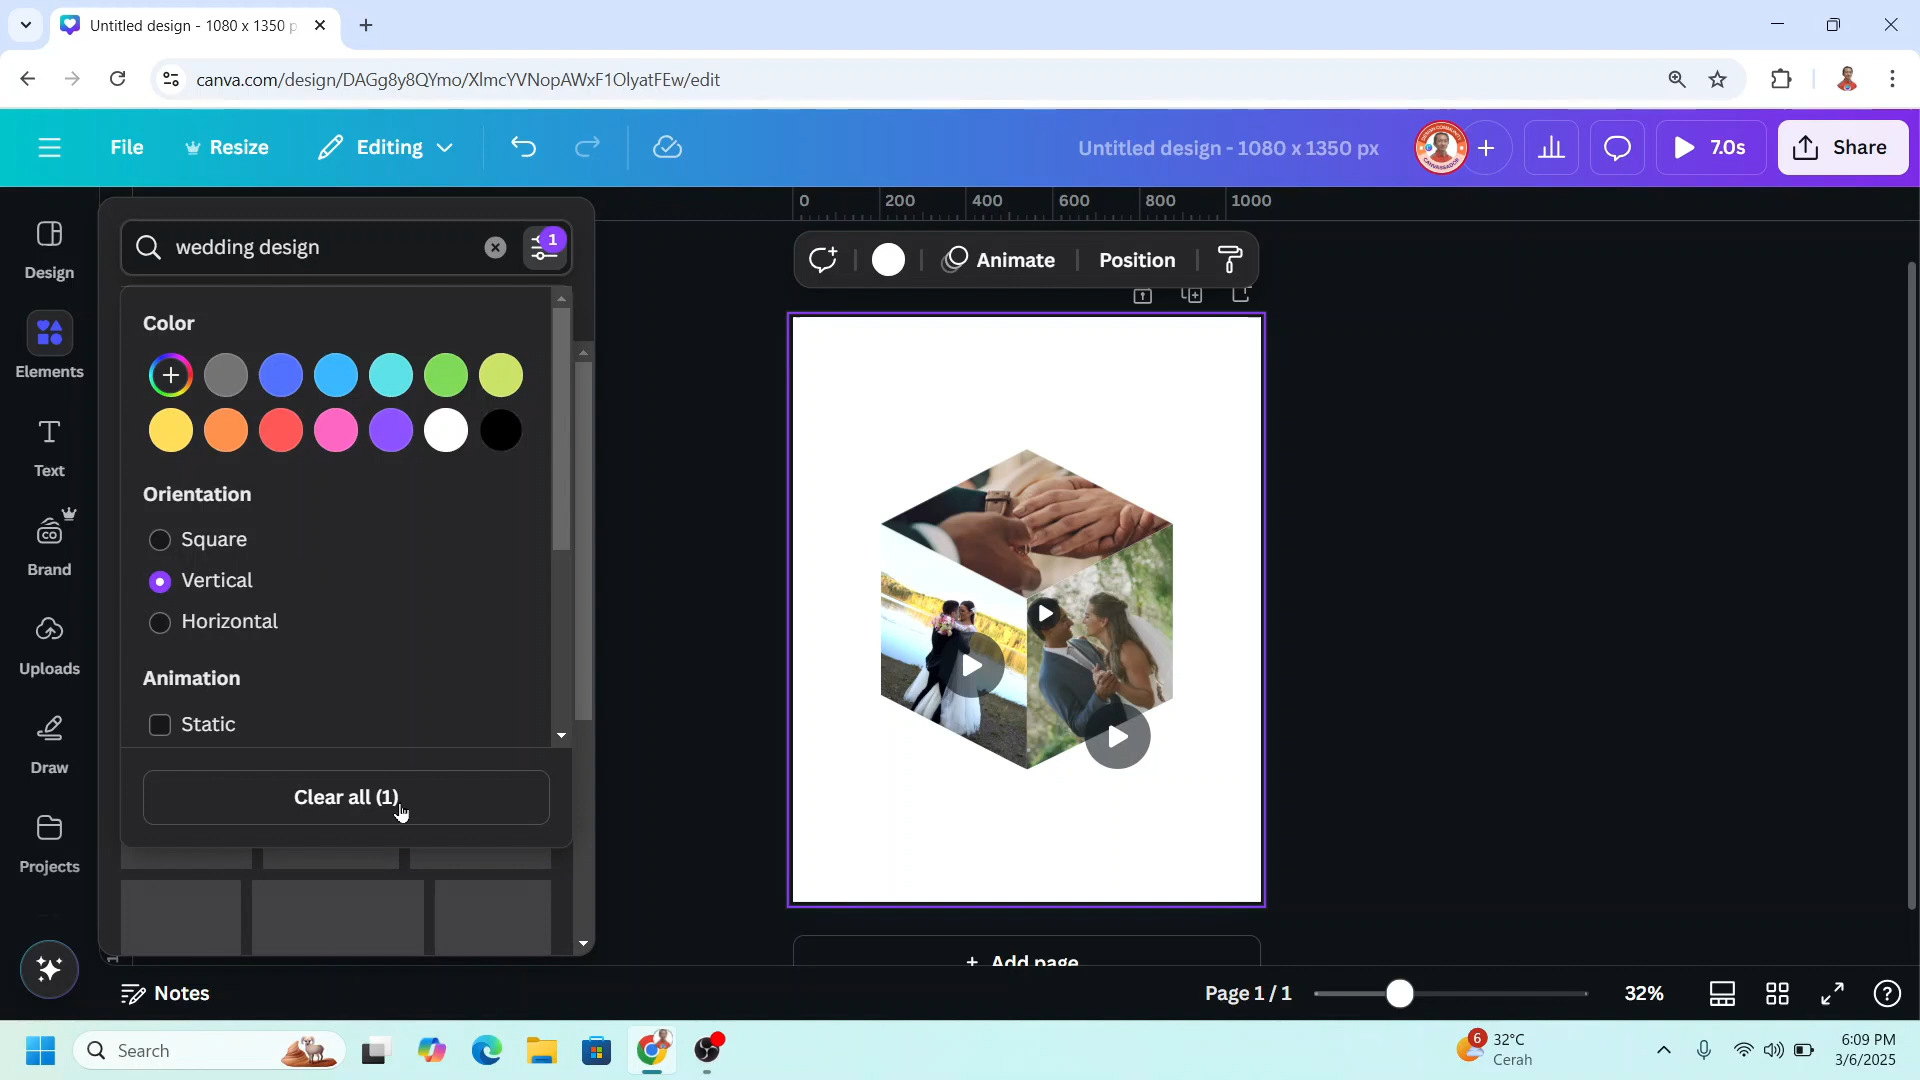 Untitled design - 1080 x 1350 p
canva.com/design/DAGg8y8QYmo/XlmcYVNopAWxF1OlyatFEw/edit
File
Resize
Editing
Untitled design - 1080 x 1350 px
7.0s
Share
0 200 400 600 800 1000
Design
Elements
Text
Brand
Uploads
Draw
Projects
wedding design
1
Color
Orientation
Square
Vertical
Horizontal
Animation
Static
Clear all (1)
Animate
Position
+ Add page
Notes
Page 1 / 1
32%
Search
6
32°C
Cerah
6:09 PM
3/6/2025